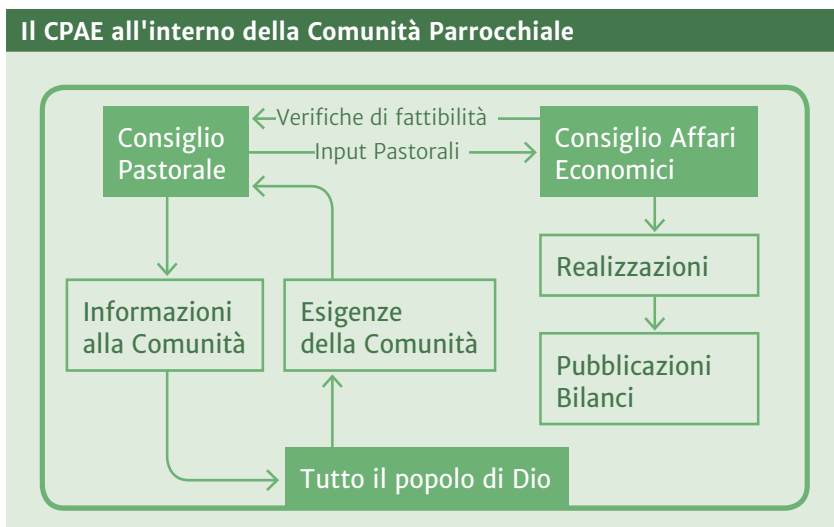 Il CPAE all'interno della Comunità Parrocchiale
Consiglio
Pastorale
Verifiche di fattibilità
Input Pastorali
Consiglio Affari
Economici
Realizzazioni
Informazioni
alla Comunità
Esigenze
della Comunità
Pubblicazioni
Bilanci
Tutto il popolo di Dio